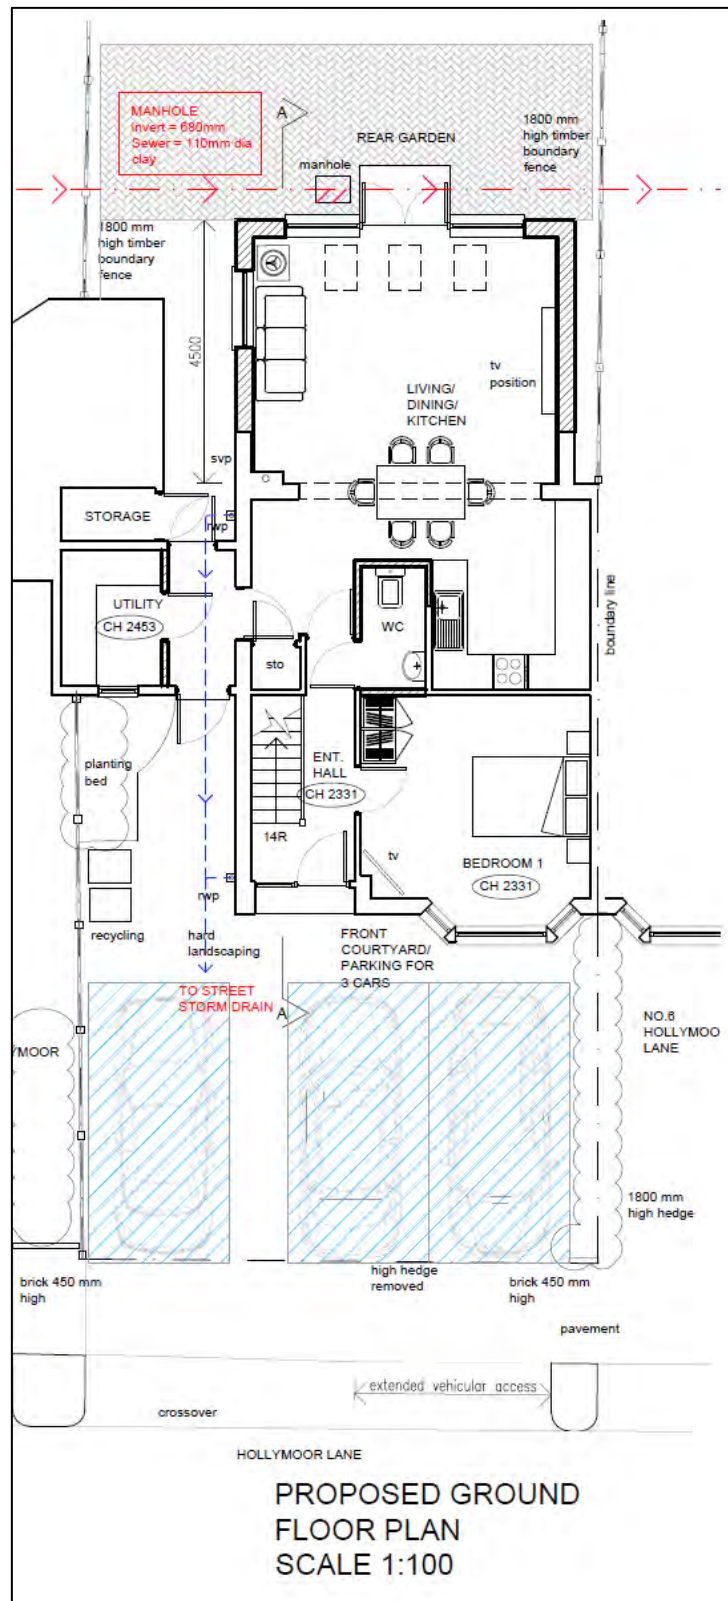 MANHOLE
Invert = 680mm
Sewer = 110mm dia
clay
A
REAR GARDEN
1800 mm
high timber
boundary
fence
manhole
1800 mm
high timber
boundary
fence
4500
tv
position
LIVING/
DINING/
KITCHEN
svp
STORAGE
rwp
UTILITY
CH 2453
WC
boundary line
sto
planting
bed
ENT.
HALL
CH 2331
14R
tv
BEDROOM 1
CH 2331
rwp
recycling
hard
landscaping
FRONT
COURTYARD/
PARKING FOR
3 CARS
TO STREET
STORM DRAIN
A
NO.6
HOLLYMOO
LANE
YMOOR
1800 mm
high hedge
brick 450 mm
high
high hedge
removed
brick 450 mm
high
pavement
extended vehicular access
crossover
HOLLYMOOR LANE
PROPOSED GROUND
FLOOR PLAN
SCALE 1:100